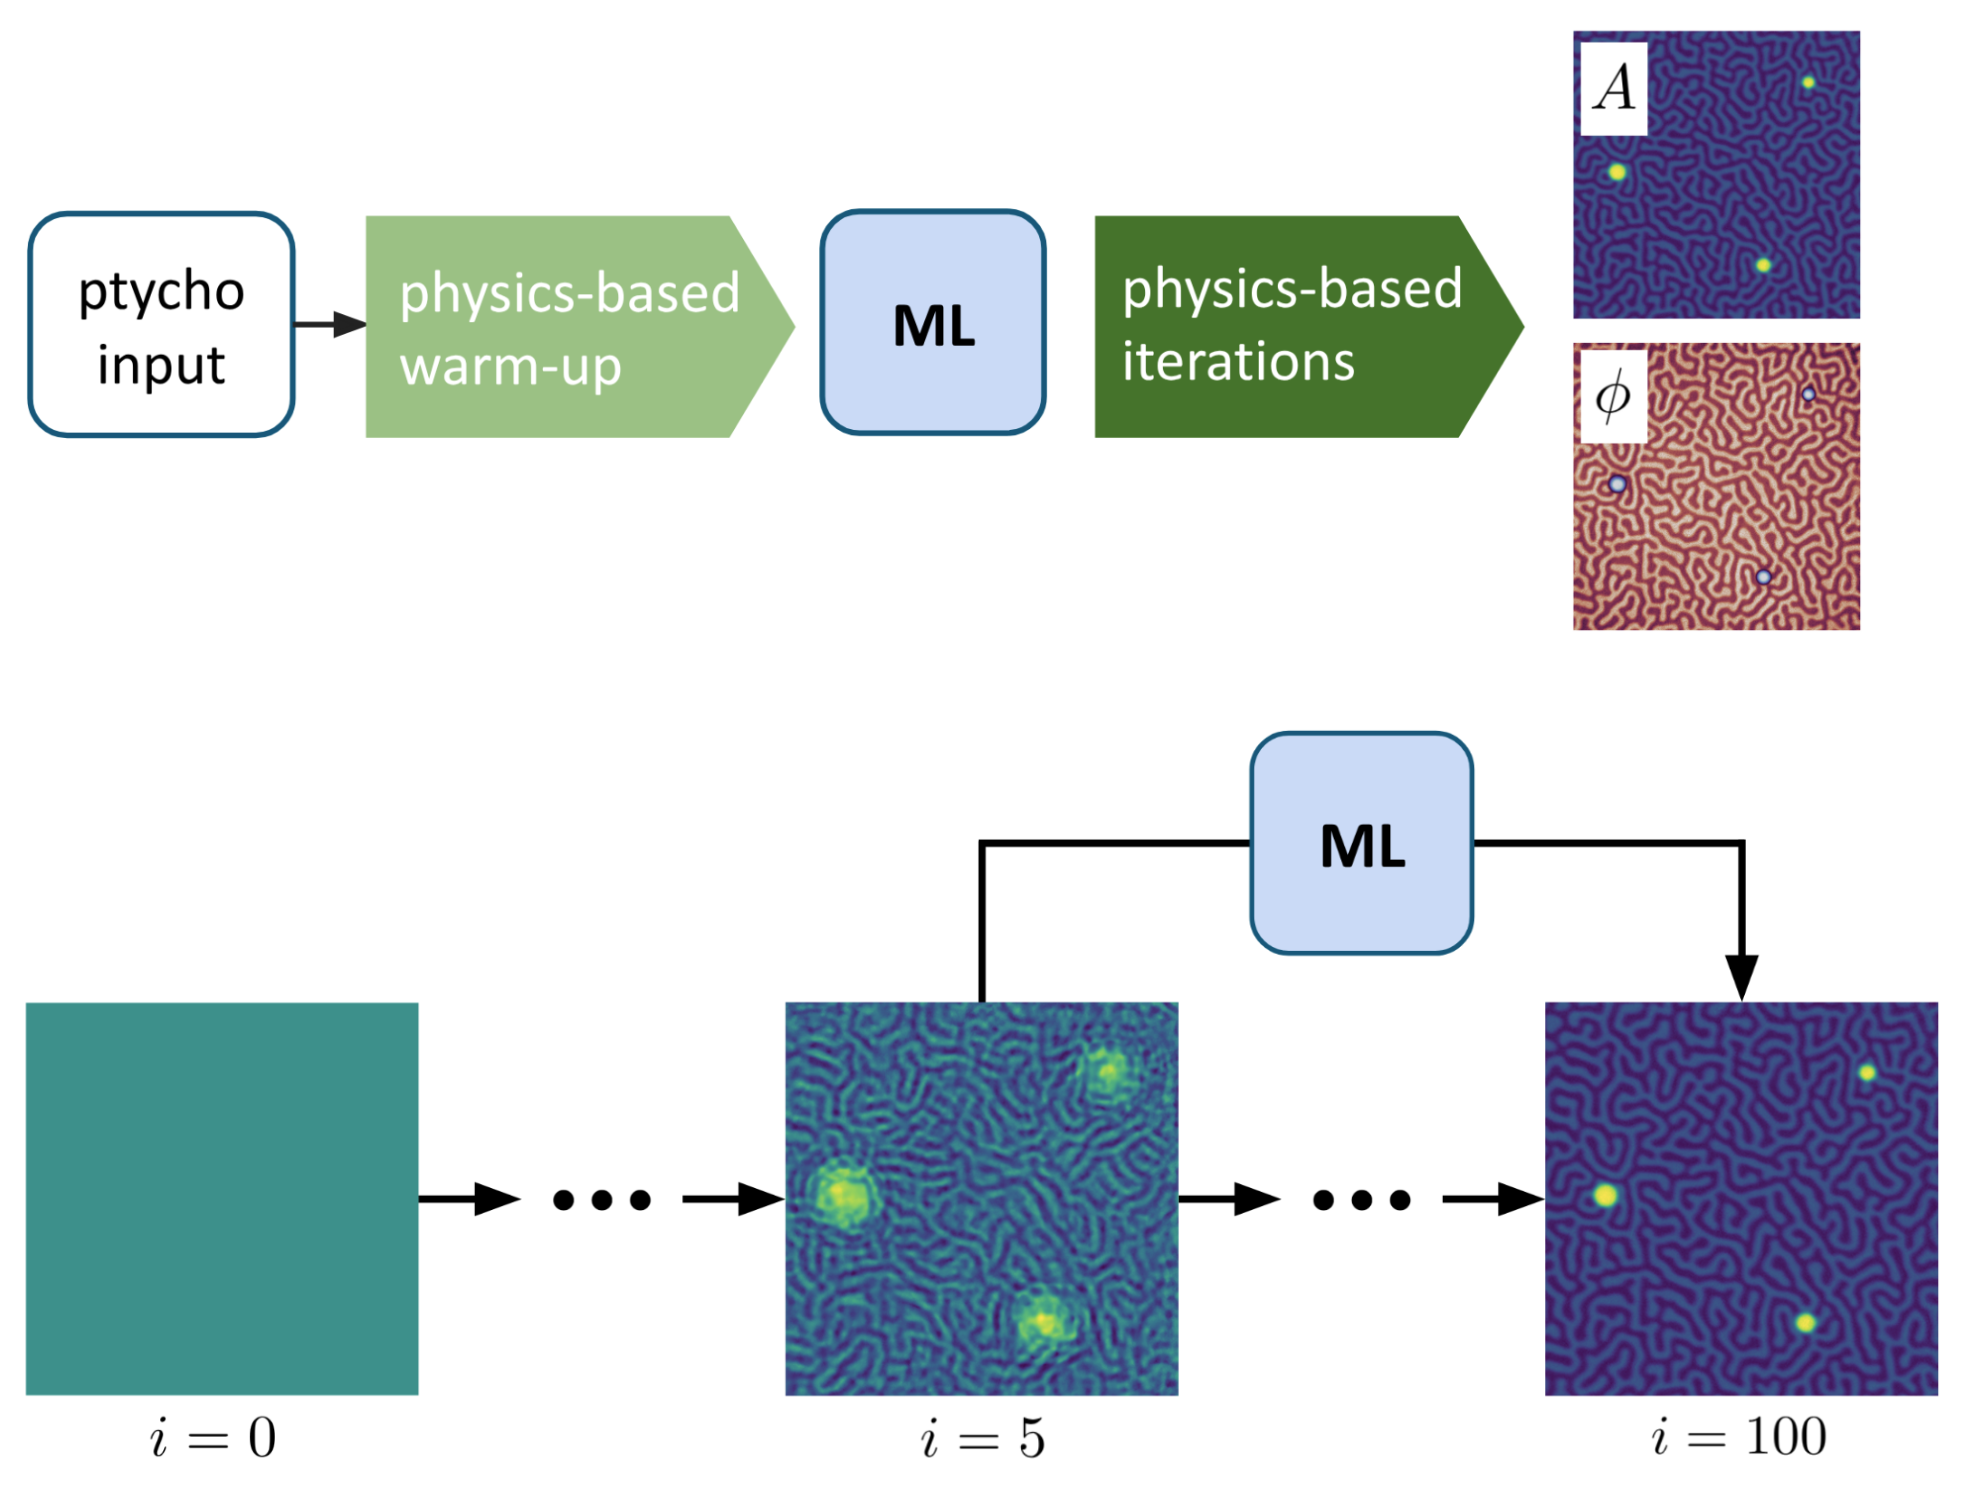 ptycho
input
physics-based
warm-up
ML
physics-based
iterations
A
ϕ
ML
i = 0
i = 5
i = 100